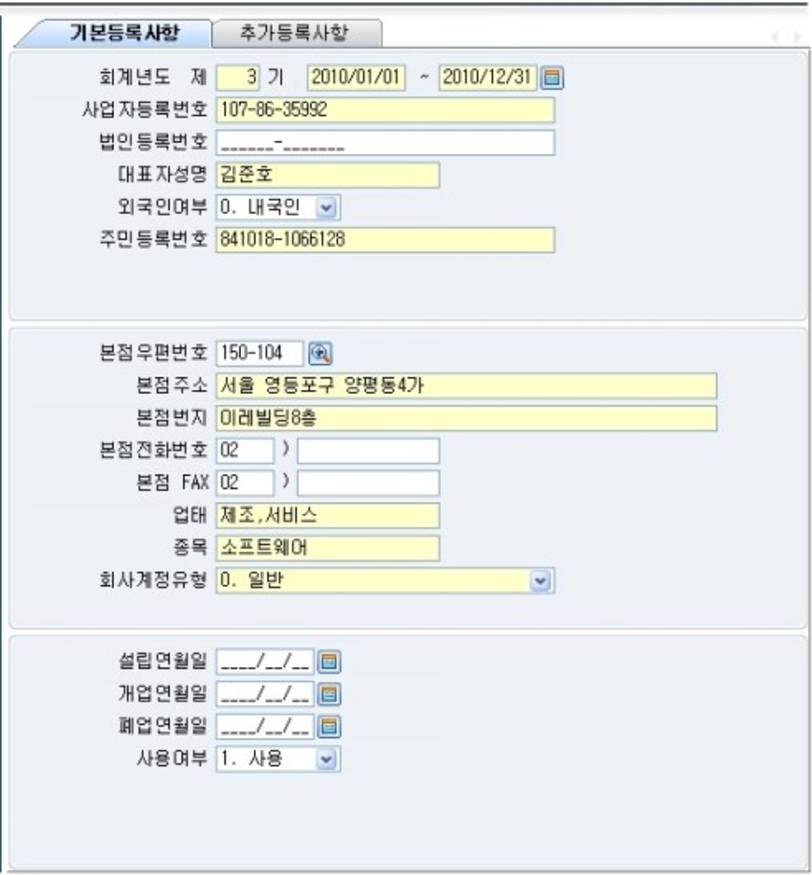 기본등록사항 추가등록사항
회계년도 제 3 기 2010/01/01 ~ 2010/12/31
사업자등록번호 107-86-35992
법인등록번호 ______-_______
대표자성명 김준호
외국인여부 0. 내국인
주민등록번호 841018-1066128
본점우편번호 150-104
본점주소 서울 영등포구 양평동4가
본점번지 이레빌딩8층
본점전화번호 02 )
본점 FAX 02 )
업태 제조,서비스
종목 소프트웨어
회사계정유형 0. 일반
설립연월일 ____/__/__
개업연월일 ____/__/__
폐업연월일 ____/__/__
사용여부 1. 사용